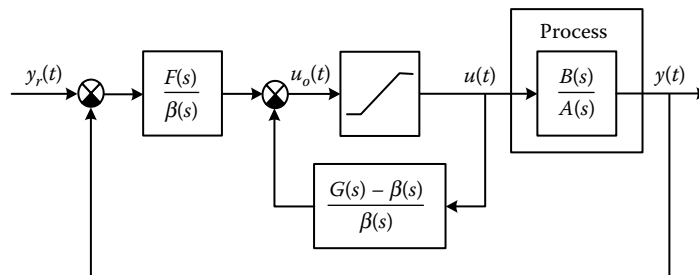 Process
y_r(t)
F(s)
β(s)
u_o(t)
u(t)
B(s)
A(s)
y(t)
G(s) – β(s)
β(s)